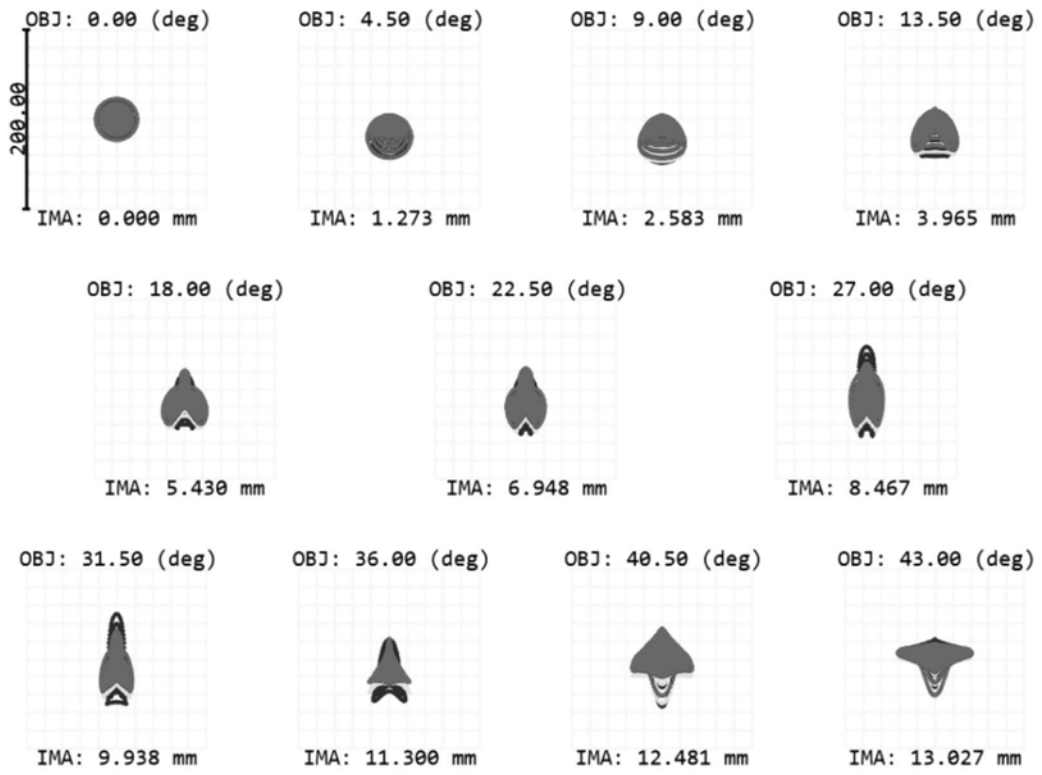 OBJ: 0.00 (deg)
OBJ: 4.50 (deg)
OBJ: 9.00 (deg)
OBJ: 13.50 (deg)
200.00
IMA: 0.000 mm
IMA: 1.273 mm
IMA: 2.583 mm
IMA: 3.965 mm
OBJ: 18.00 (deg)
OBJ: 22.50 (deg)
OBJ: 27.00 (deg)
IMA: 5.430 mm
IMA: 6.948 mm
IMA: 8.467 mm
OBJ: 31.50 (deg)
OBJ: 36.00 (deg)
OBJ: 40.50 (deg)
OBJ: 43.00 (deg)
IMA: 9.938 mm
IMA: 11.300 mm
IMA: 12.481 mm
IMA: 13.027 mm